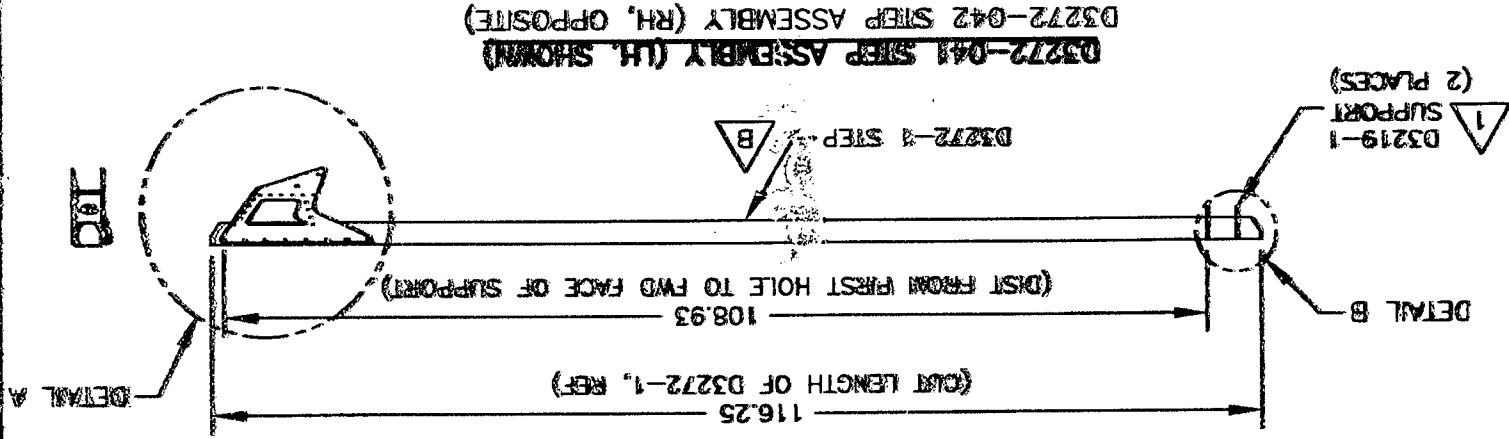 116.25
(CUT LENGTH OF D3272-1, REF)
DETAIL A
108.93
(DIST FROM FIRST HOLE TO FWD FACE OF SUPPORT)
DETAIL B
D3272-1 STEP
B
1
D3219-1
SUPPORT
(2 PLACES)
D3272-041 STEP ASSEMBLY (LH, SHOWN)
D3272-042 STEP ASSEMBLY (RH, OPPOSITE)